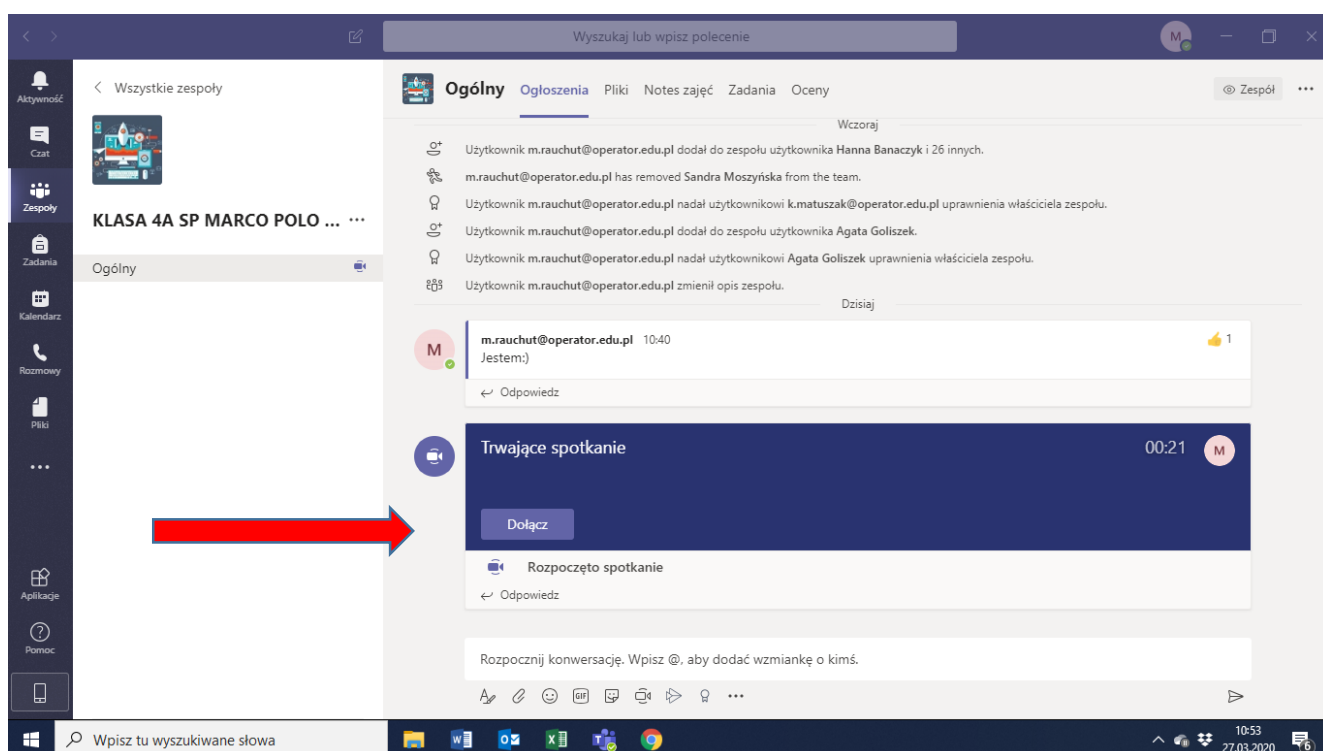 Wyszukaj lub wpisz polecenie
M
Aktywność
Czat
Zespoły
Zadania
Kalendarz
Rozmowy
Pliki
Aplikacje
Pomoc
Wszystkie zespoły
KLASA 4A SP MARCO POLO ...
Ogólny
Ogólny Ogłoszenia Pliki Notes zajęć Zadania Oceny
Zespół
Wczoraj
Użytkownik m.rauchut@operator.edu.pl dodał do zespołu użytkownika Hanna Banaczyk i 26 innych.
m.rauchut@operator.edu.pl has removed Sandra Moszyńska from the team.
Użytkownik m.rauchut@operator.edu.pl nadał użytkownikowi k.matuszak@operator.edu.pl uprawnienia właściciela zespołu.
Użytkownik m.rauchut@operator.edu.pl dodał do zespołu użytkownika Agata Goliszek.
Użytkownik m.rauchut@operator.edu.pl nadał użytkownikowi Agata Goliszek uprawnienia właściciela zespołu.
Użytkownik m.rauchut@operator.edu.pl zmienił opis zespołu.
Dzisiaj
M
m.rauchut@operator.edu.pl 10:40
1
Jestem:)
Odpowiedz
Trwające spotkanie
00:21
M
Dołącz
Rozpoczęto spotkanie
Odpowiedz
Rozpocznij konwersację. Wpisz @, aby dodać wzmiankę o kimś.
GIF
Wpisz tu wyszukiwane słowa
10:53
27.03.2020
6